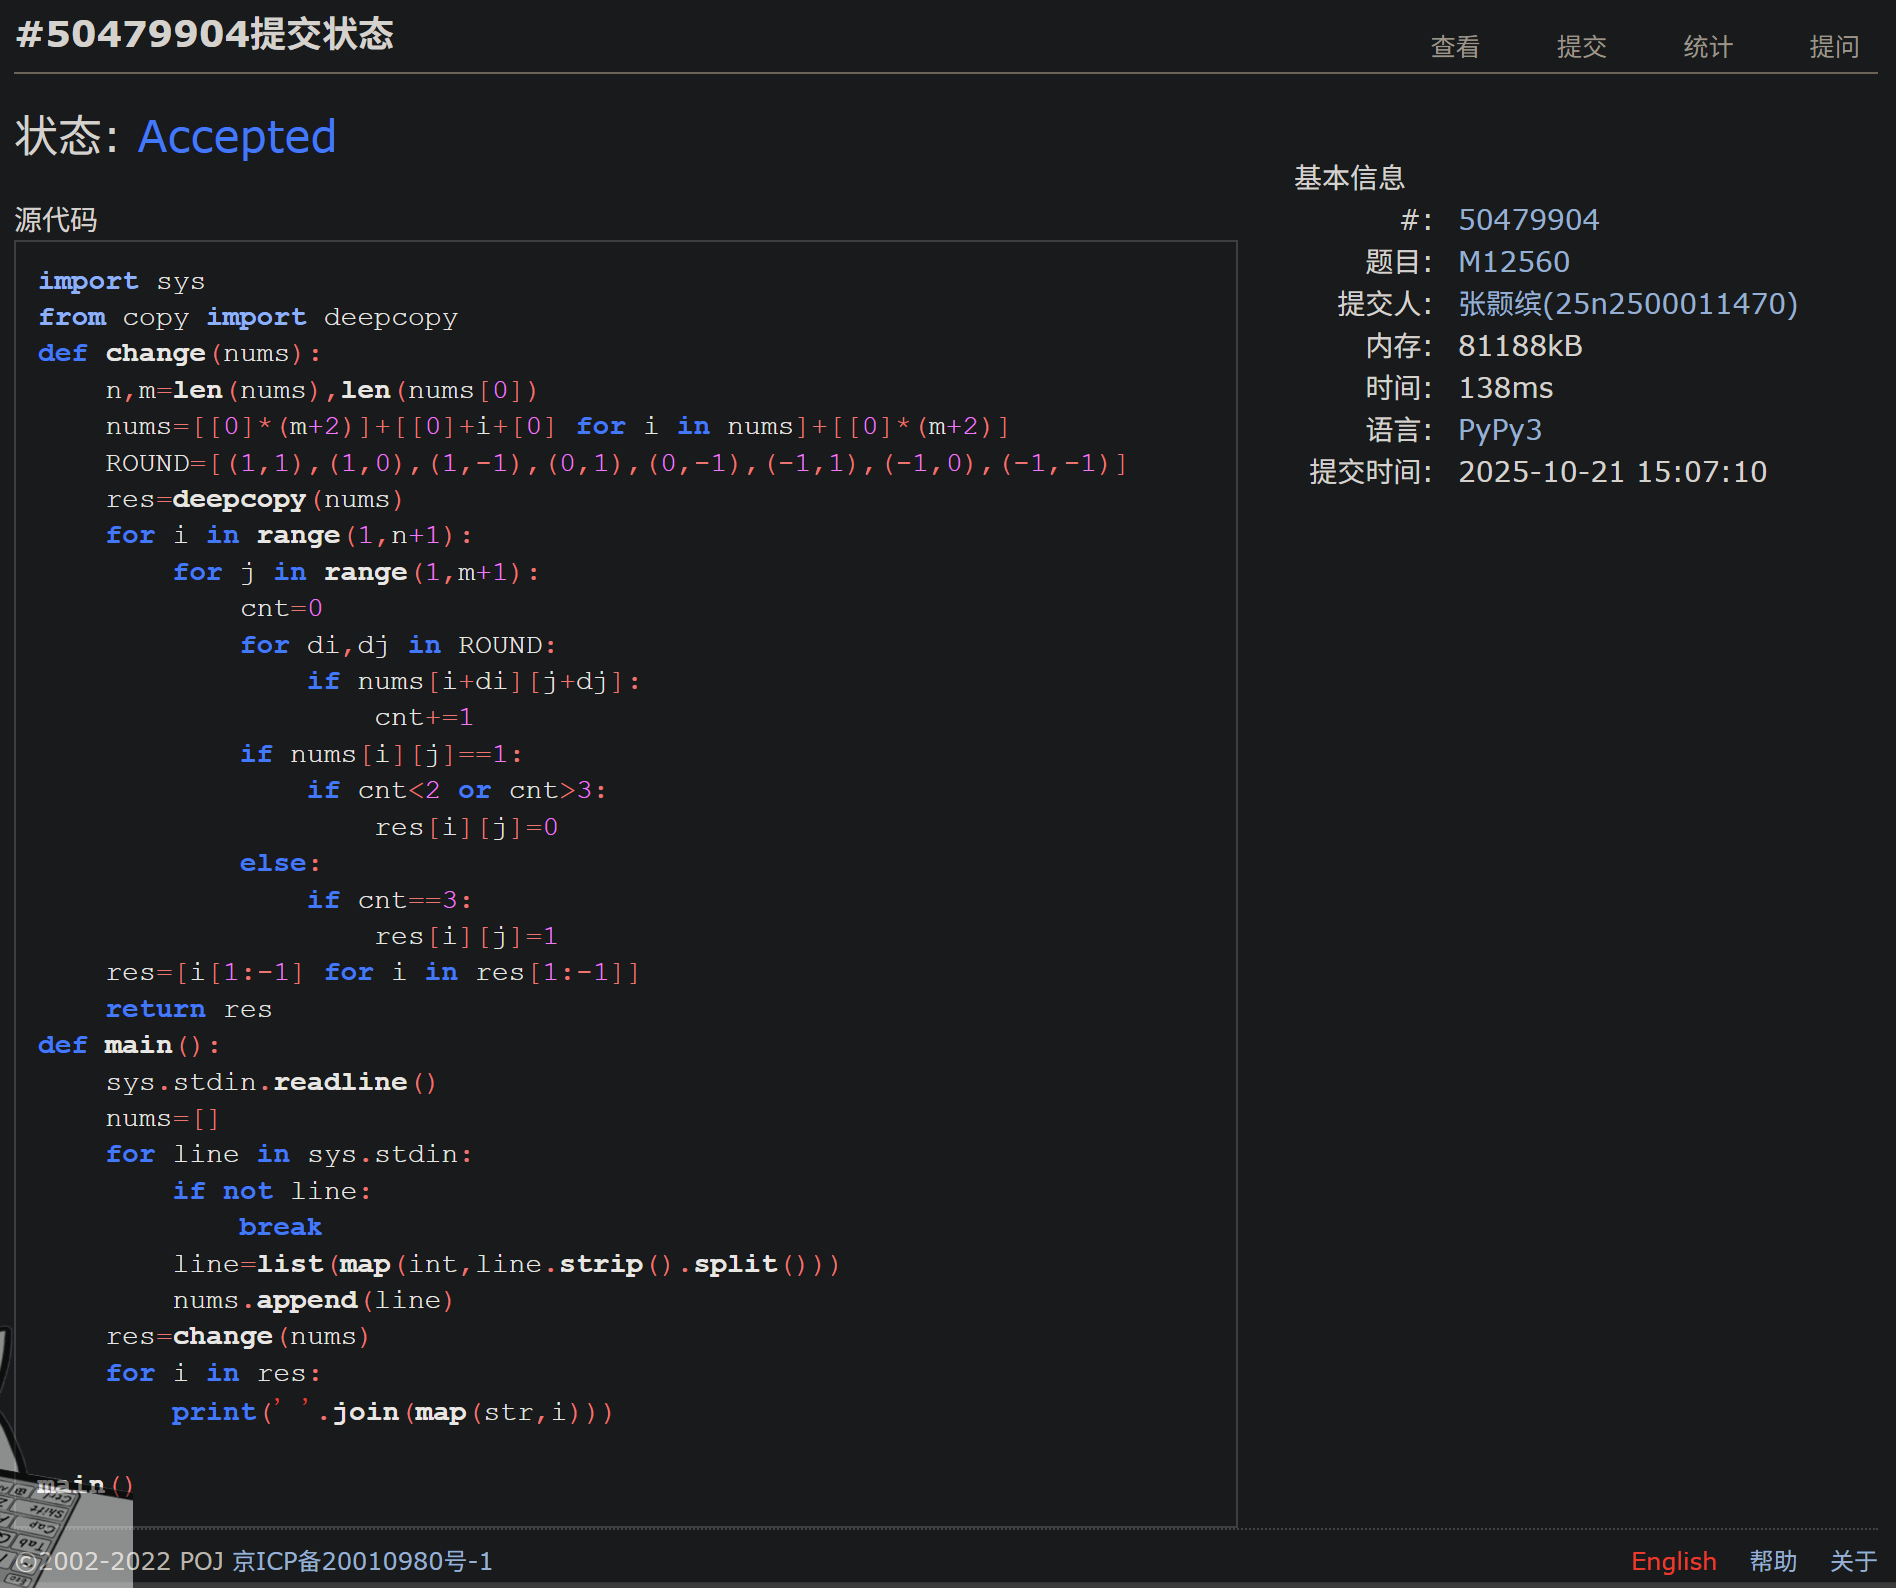 #50479904提交状态
查看 提交 统计 提问
状态: Accepted
源代码
import sys
from copy import deepcopy
def change(nums):
    n,m=len(nums),len(nums[0])
    nums=[[0]*(m+2)]+[[0]+i+[0] for i in nums]+[[0]*(m+2)]
    ROUND=[(1,1),(1,0),(1,-1),(0,1),(0,-1),(-1,1),(-1,0),(-1,-1)]
    res=deepcopy(nums)
    for i in range(1,n+1):
        for j in range(1,m+1):
            cnt=0
            for di,dj in ROUND:
                if nums[i+di][j+dj]:
                    cnt+=1
            if nums[i][j]==1:
                if cnt<2 or cnt>3:
                    res[i][j]=0
            else:
                if cnt==3:
                    res[i][j]=1
    res=[i[1:-1] for i in res[1:-1]]
    return res
def main():
    sys.stdin.readline()
    nums=[]
    for line in sys.stdin:
        if not line:
            break
        line=list(map(int,line.strip().split()))
        nums.append(line)
    res=change(nums)
    for i in res:
        print(' '.join(map(str,i)))
main()
基本信息
#: 50479904
题目: M12560
提交人: 张颢缤(25n2500011470)
内存: 81188kB
时间: 138ms
语言: PyPy3
提交时间: 2025-10-21 15:07:10
©2002-2022 POJ 京ICP备20010980号-1
English 帮助 关于
Ctrl
Shift
Cap
Tab
Esc